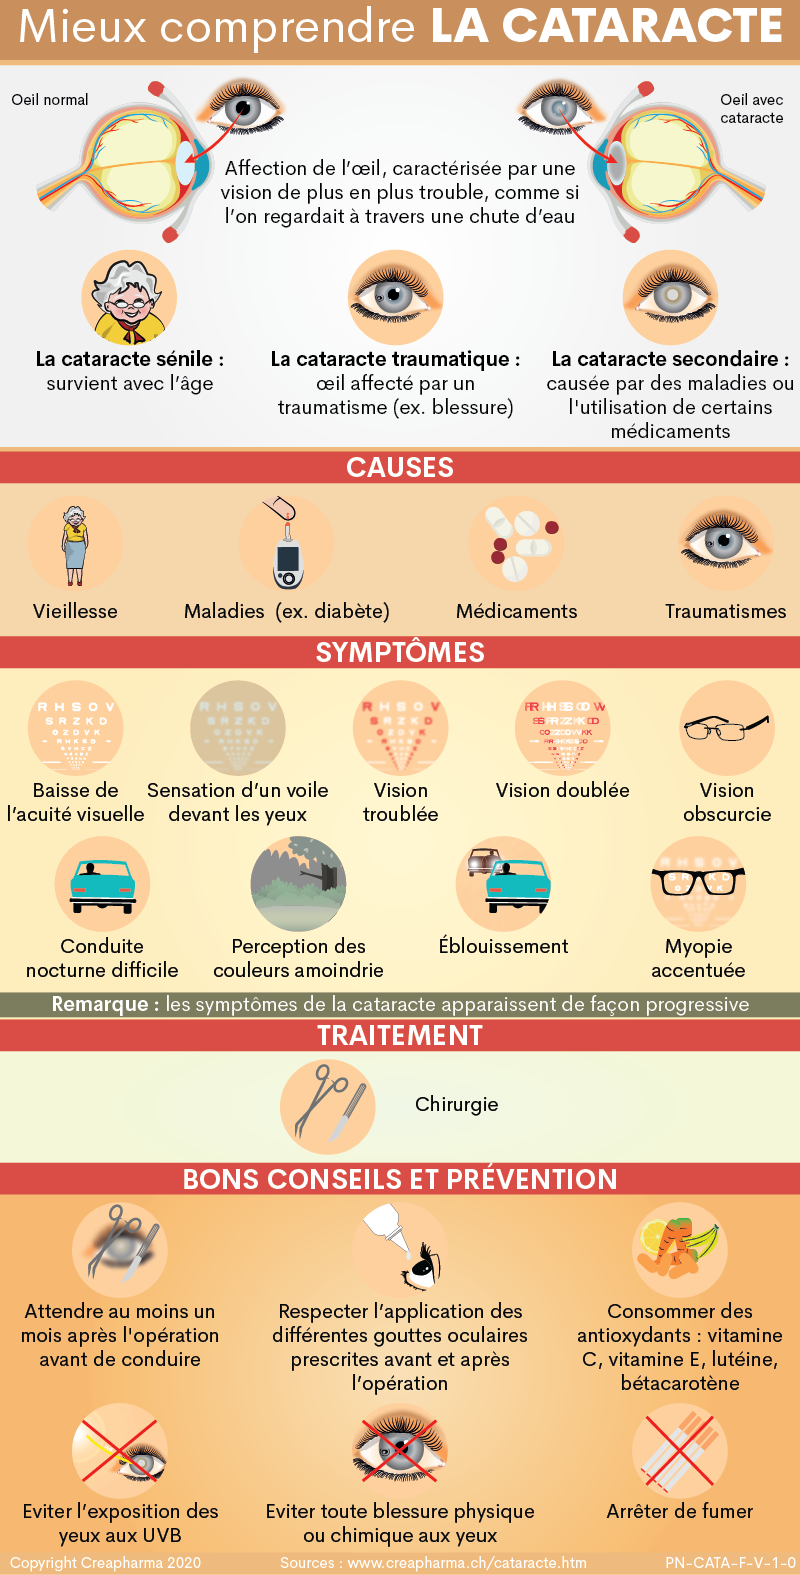 Mieux comprendre LA CATARACTE
Oeil normal
Oeil avec
cataracte
Affection de l'œil, caractérisée par une
vision de plus en plus trouble, comme si
l'on regardait à travers une chute d'eau
La cataracte sénile :
survient avec l'âge
La cataracte traumatique :
œil affecté par un
traumatisme (ex. blessure)
La cataracte secondaire :
causée par des maladies ou
l'utilisation de certains
médicaments
CAUSES
Vieillesse
Maladies (ex. diabète)
Médicaments
Traumatismes
SYMPTÔMES
R H S O V
S R Z K D
O Z D V K
R H S O V
S R Z K D
R H S O V
S R Z K D
O Z D V K
Baisse de
l'acuité visuelle
Sensation d'un voile
devant les yeux
Vision
troublée
Vision doublée
Vision
obscurcie
Conduite
nocturne difficile
Perception des
couleurs amoindrie
Éblouissement
Myopie
accentuée
Remarque : les symptômes de la cataracte apparaissent de façon progressive
TRAITEMENT
Chirurgie
BONS CONSEILS ET PRÉVENTION
Attendre au moins un
mois après l'opération
avant de conduire
Respecter l'application des
différentes gouttes oculaires
prescrites avant et après
l'opération
Consommer des
antioxydants : vitamine
C, vitamine E, lutéine,
bétacarotène
Eviter l'exposition des
yeux aux UVB
Eviter toute blessure physique
ou chimique aux yeux
Arrêter de fumer
Copyright Creapharma 2020
Sources : www.creapharma.ch/cataracte.htm
PN-CATA-F-V-1-0